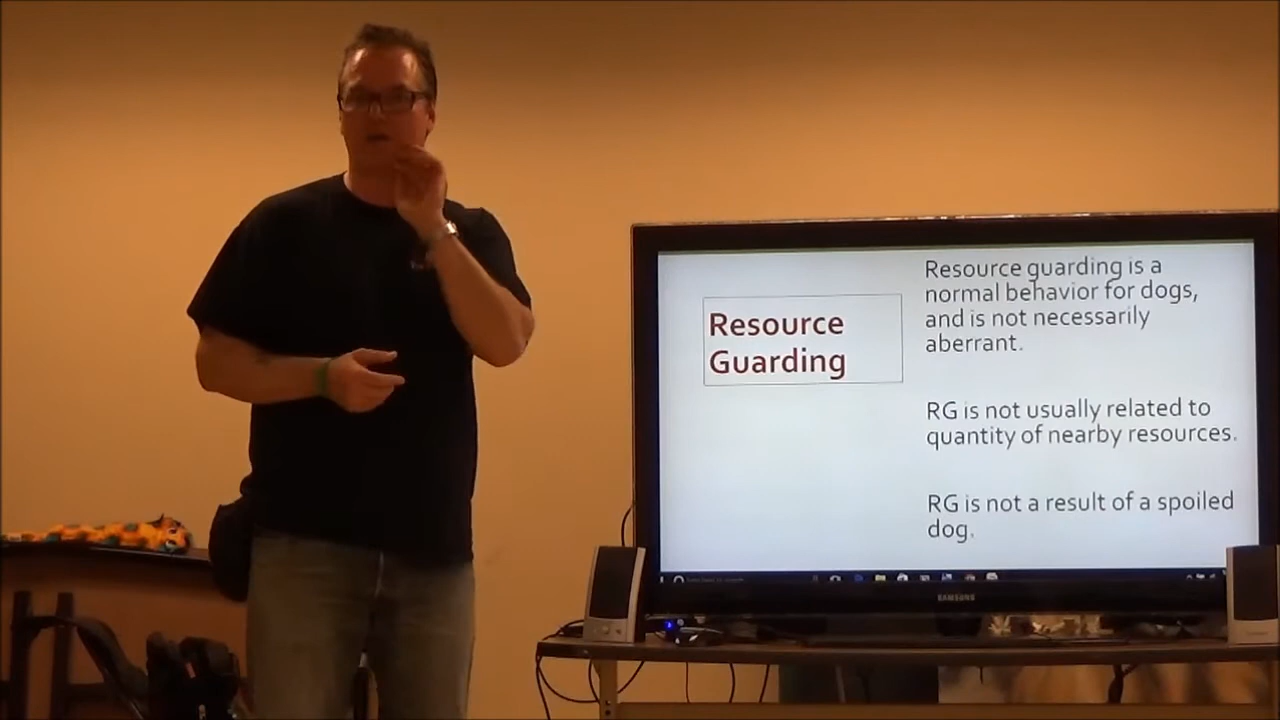 Resource
Guarding
Resource guarding is a
normal behavior for dogs,
and is not necessarily
aberrant.
RG is not usually related to
quantity of nearby resources.
RG is not a result of a spoiled
dog.
SAMSUNG